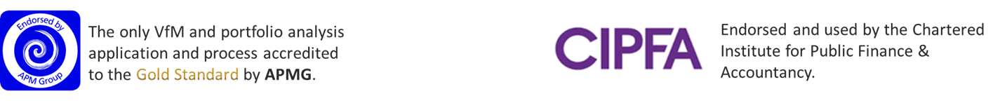 Endorsed by
APM Group
The only VfM and portfolio analysis
application and process accredited
to the Gold Standard by APMG.
CIPFA
Endorsed and used by the Chartered
Institute for Public Finance &
Accountancy.